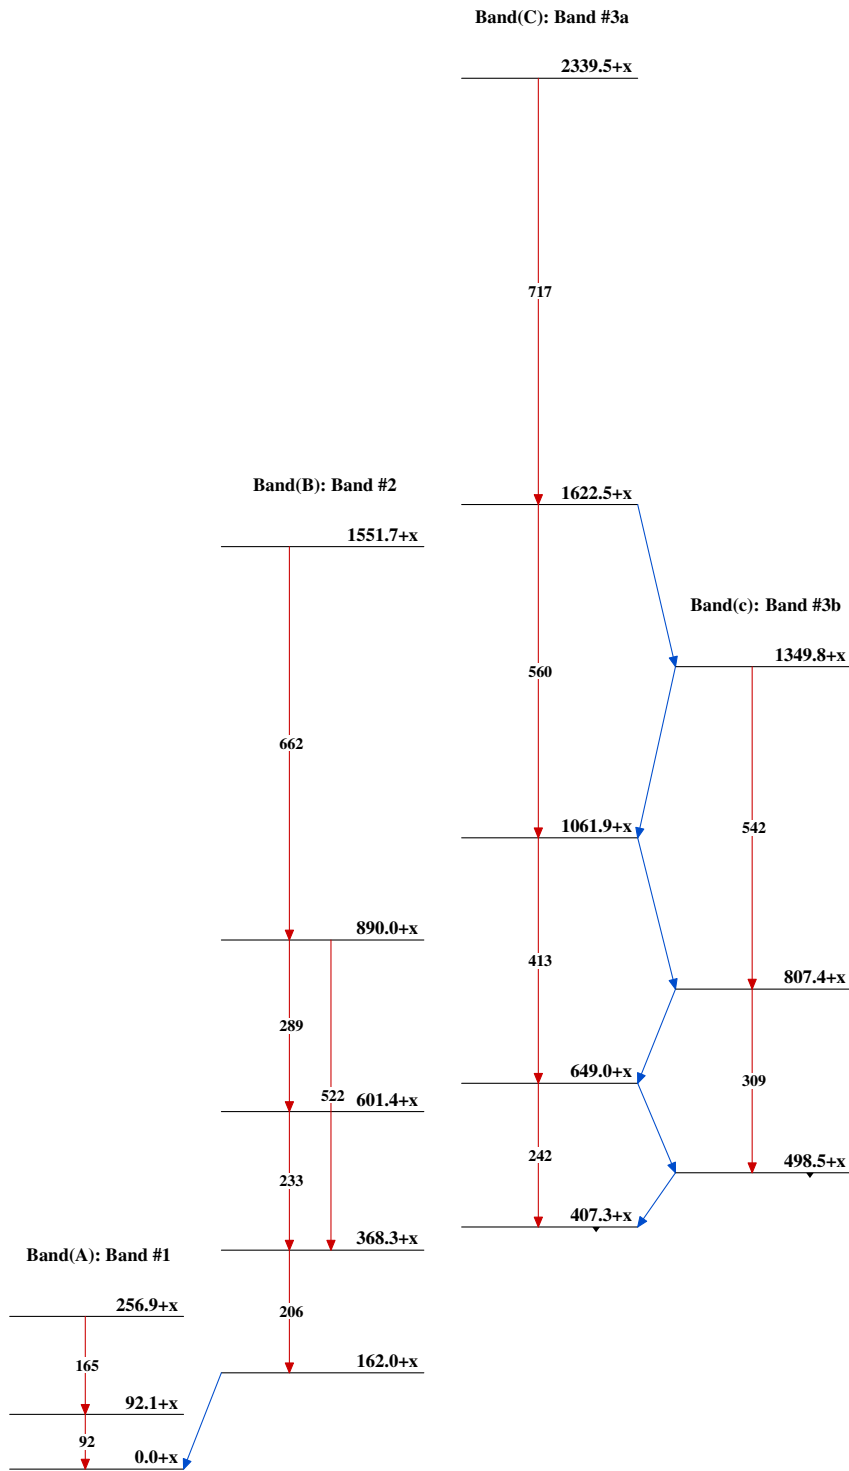 Band(C): Band #3a
2339.5+x
717
1622.5+x
560
1061.9+x
413
649.0+x
242
407.3+x
Band(B): Band #2
1551.7+x
662
890.0+x
289
522
601.4+x
233
368.3+x
206
162.0+x
Band(c): Band #3b
1349.8+x
542
807.4+x
309
498.5+x
Band(A): Band #1
256.9+x
165
92.1+x
92
0.0+x